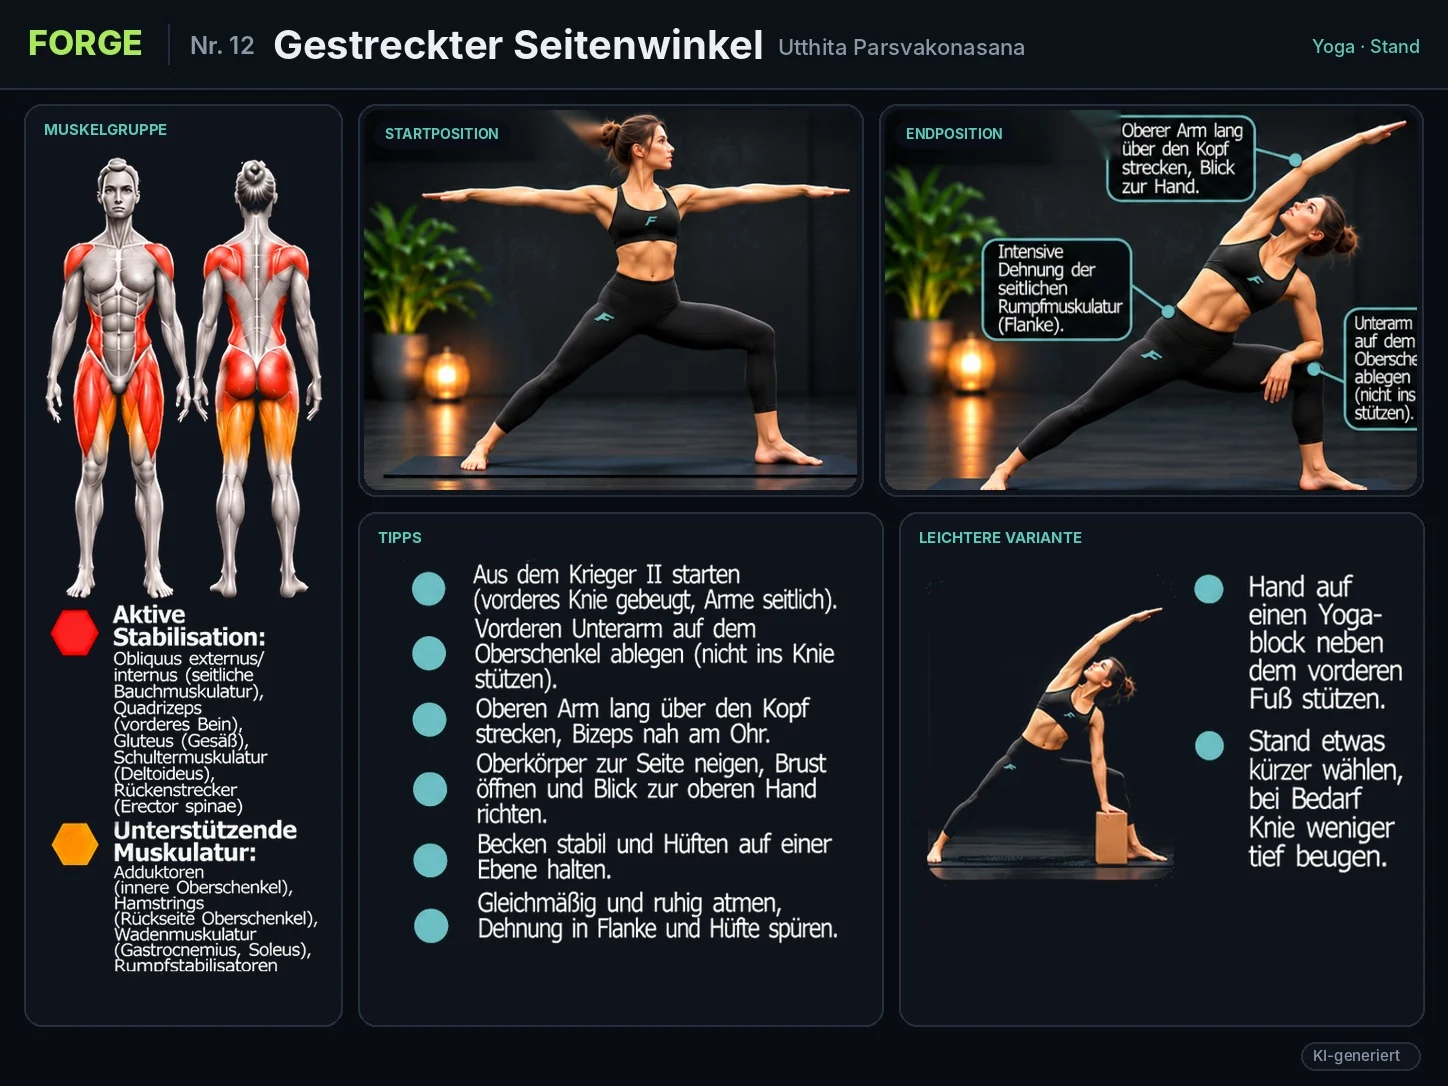 FORGE
Nr. 12
Gestreckter Seitenwinkel
Utthita Parsvakonasana
Yoga · Stand
MUSKELGRUPPE
Aktive
Stabilisation:
Obliquus externus/
internus (seitliche
Bauchmuskulatur),
Quadrizeps
(vorderes Bein),
Gluteus (Gesäß),
Schultermuskulatur
(Deltoideus),
Rückenstrecker
(Erector spinae)
Unterstützende
Muskulatur:
Adduktoren
(innere Oberschenkel),
Hamstrings
(Rückseite Oberschenkel),
Wadenmuskulatur
(Gastrocnemius, Soleus),
Rumpfstabilisatoren
STARTPOSITION
F
F
ENDPOSITION
Oberer Arm lang
über den Kopf
strecken, Blick
zur Hand.
Intensive
Dehnung der
seitlichen
Rumpfmuskulatur
(Flanke).
Unterarm
auf dem
Obersche
ablegen
(nicht ins
stützen).
F
F
TIPPS
Aus dem Krieger II starten
(vorderes Knie gebeugt, Arme seitlich).
Vorderen Unterarm auf dem
Oberschenkel ablegen (nicht ins Knie
stützen).
Oberen Arm lang über den Kopf
strecken, Bizeps nah am Ohr.
Oberkörper zur Seite neigen, Brust
öffnen und Blick zur oberen Hand
richten.
Becken stabil und Hüften auf einer
Ebene halten.
Gleichmäßig und ruhig atmen,
Dehnung in Flanke und Hüfte spüren.
LEICHTERE VARIANTE
F
F
Hand auf
einen Yoga-
block neben
dem vorderen
Fuß stützen.
Stand etwas
kürzer wählen,
bei Bedarf
Knie weniger
tief beugen.
KI-generiert